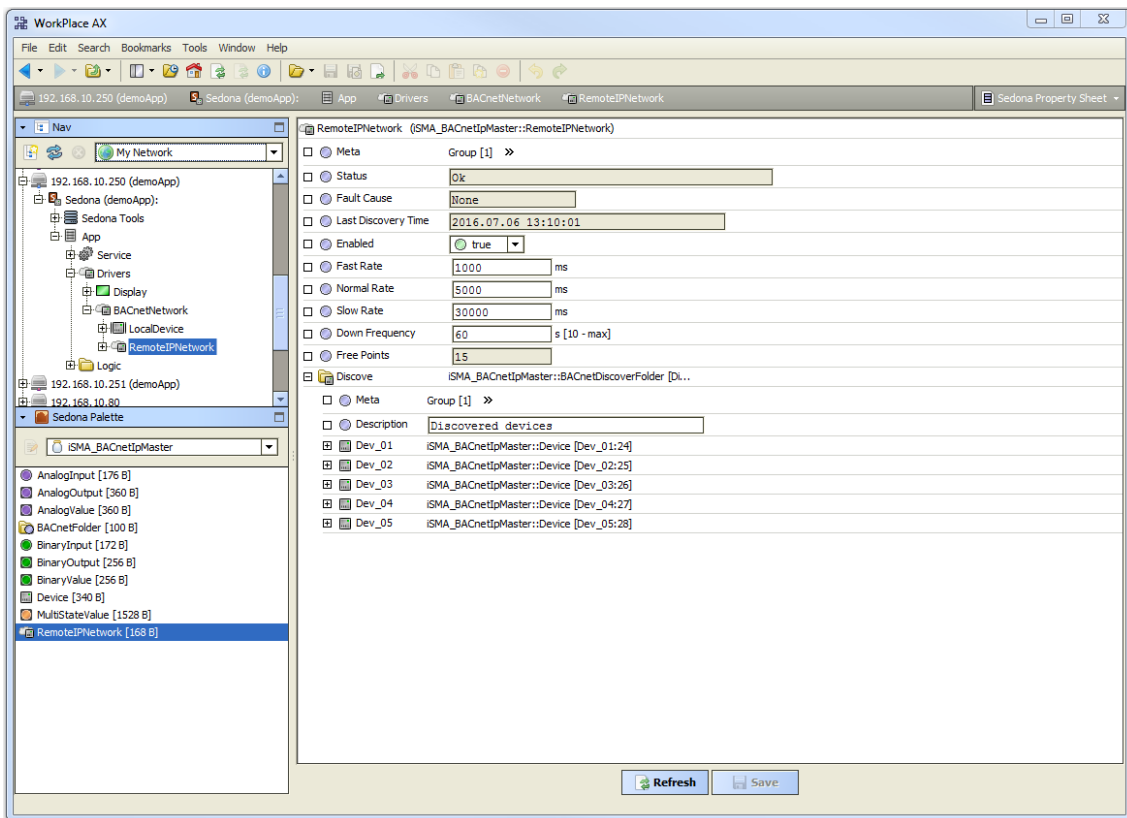 WorkPlace AX
File Edit Search Bookmarks Tools Window Help
192.168.10.250 (demoApp) Sedona (demoApp): App Drivers BACnetNetwork RemoteIPNetwork Sedona Property Sheet
Nav
My Network
192.168.10.250 (demoApp)
Sedona (demoApp):
Sedona Tools
App
Service
Drivers
Display
BACnetNetwork
LocalDevice
RemoteIPNetwork
Logic
192.168.10.251 (demoApp)
192.168.10.80
Sedona Palette
iSMA_BACnetIpMaster
AnalogInput [176 B]
AnalogOutput [360 B]
AnalogValue [360 B]
BACnetFolder [100 B]
BinaryInput [172 B]
BinaryOutput [256 B]
BinaryValue [256 B]
Device [340 B]
MultiStateValue [1528 B]
RemoteIPNetwork [168 B]
RemoteIPNetwork (iSMA_BACnetIpMaster::RemoteIPNetwork)
Meta Group [1] »
Status Ok
Fault Cause None
Last Discovery Time 2016.07.06 13:10:01
Enabled true
Fast Rate 1000 ms
Normal Rate 5000 ms
Slow Rate 30000 ms
Down Frequency 60 s [10 - max]
Free Points 15
Discove iSMA_BACnetIpMaster::BACnetDiscoverFolder [Di...
Meta Group [1] »
Description Discovered devices
Dev_01 iSMA_BACnetIpMaster::Device [Dev_01:24]
Dev_02 iSMA_BACnetIpMaster::Device [Dev_02:25]
Dev_03 iSMA_BACnetIpMaster::Device [Dev_03:26]
Dev_04 iSMA_BACnetIpMaster::Device [Dev_04:27]
Dev_05 iSMA_BACnetIpMaster::Device [Dev_05:28]
Refresh Save